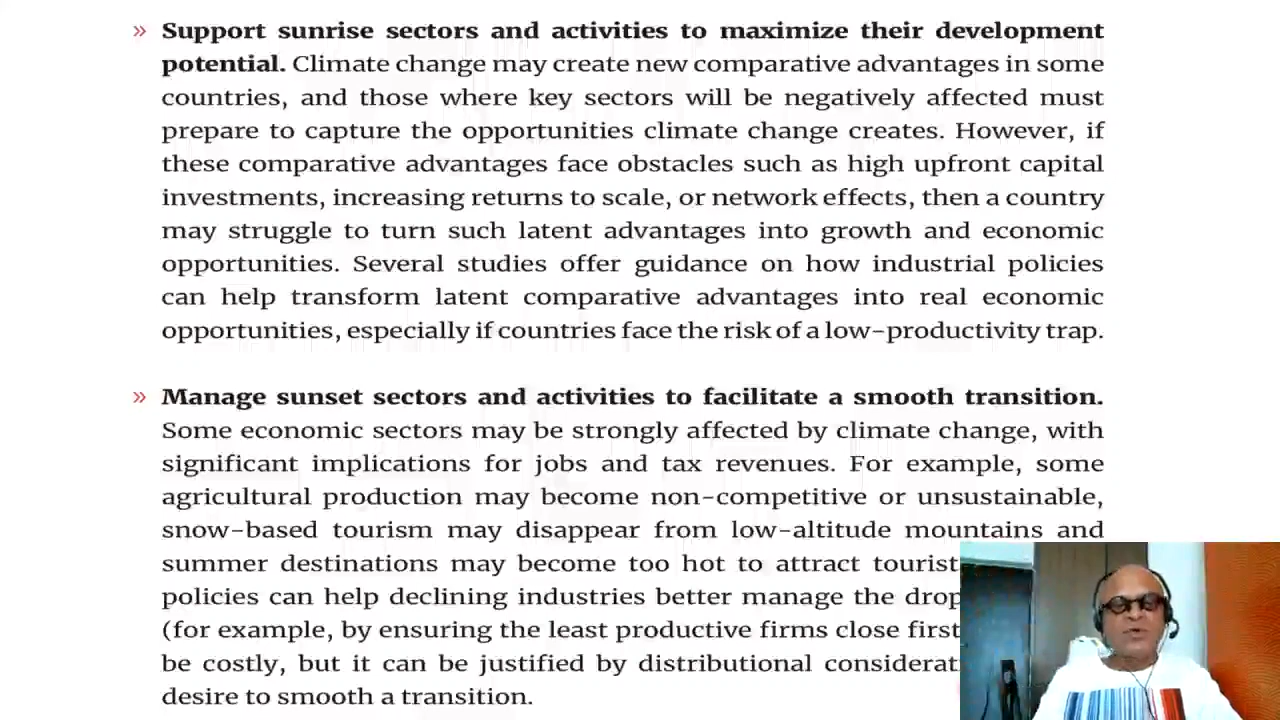 » Support sunrise sectors and activities to maximize their development
potential. Climate change may create new comparative advantages in some
countries, and those where key sectors will be negatively affected must
prepare to capture the opportunities climate change creates. However, if
these comparative advantages face obstacles such as high upfront capital
investments, increasing returns to scale, or network effects, then a country
may struggle to turn such latent advantages into growth and economic
opportunities. Several studies offer guidance on how industrial policies
can help transform latent comparative advantages into real economic
opportunities, especially if countries face the risk of a low-productivity trap.
» Manage sunset sectors and activities to facilitate a smooth transition.
Some economic sectors may be strongly affected by climate change, with
significant implications for jobs and tax revenues. For example, some
agricultural production may become non-competitive or unsustainable,
snow-based tourism may disappear from low-altitude mountains and
summer destinations may become too hot to attract
policies can help declining industries better manage the
(for example, by ensuring the least productive firms close first
be costly, but it can be justified by distributional
desire to smooth a transition.